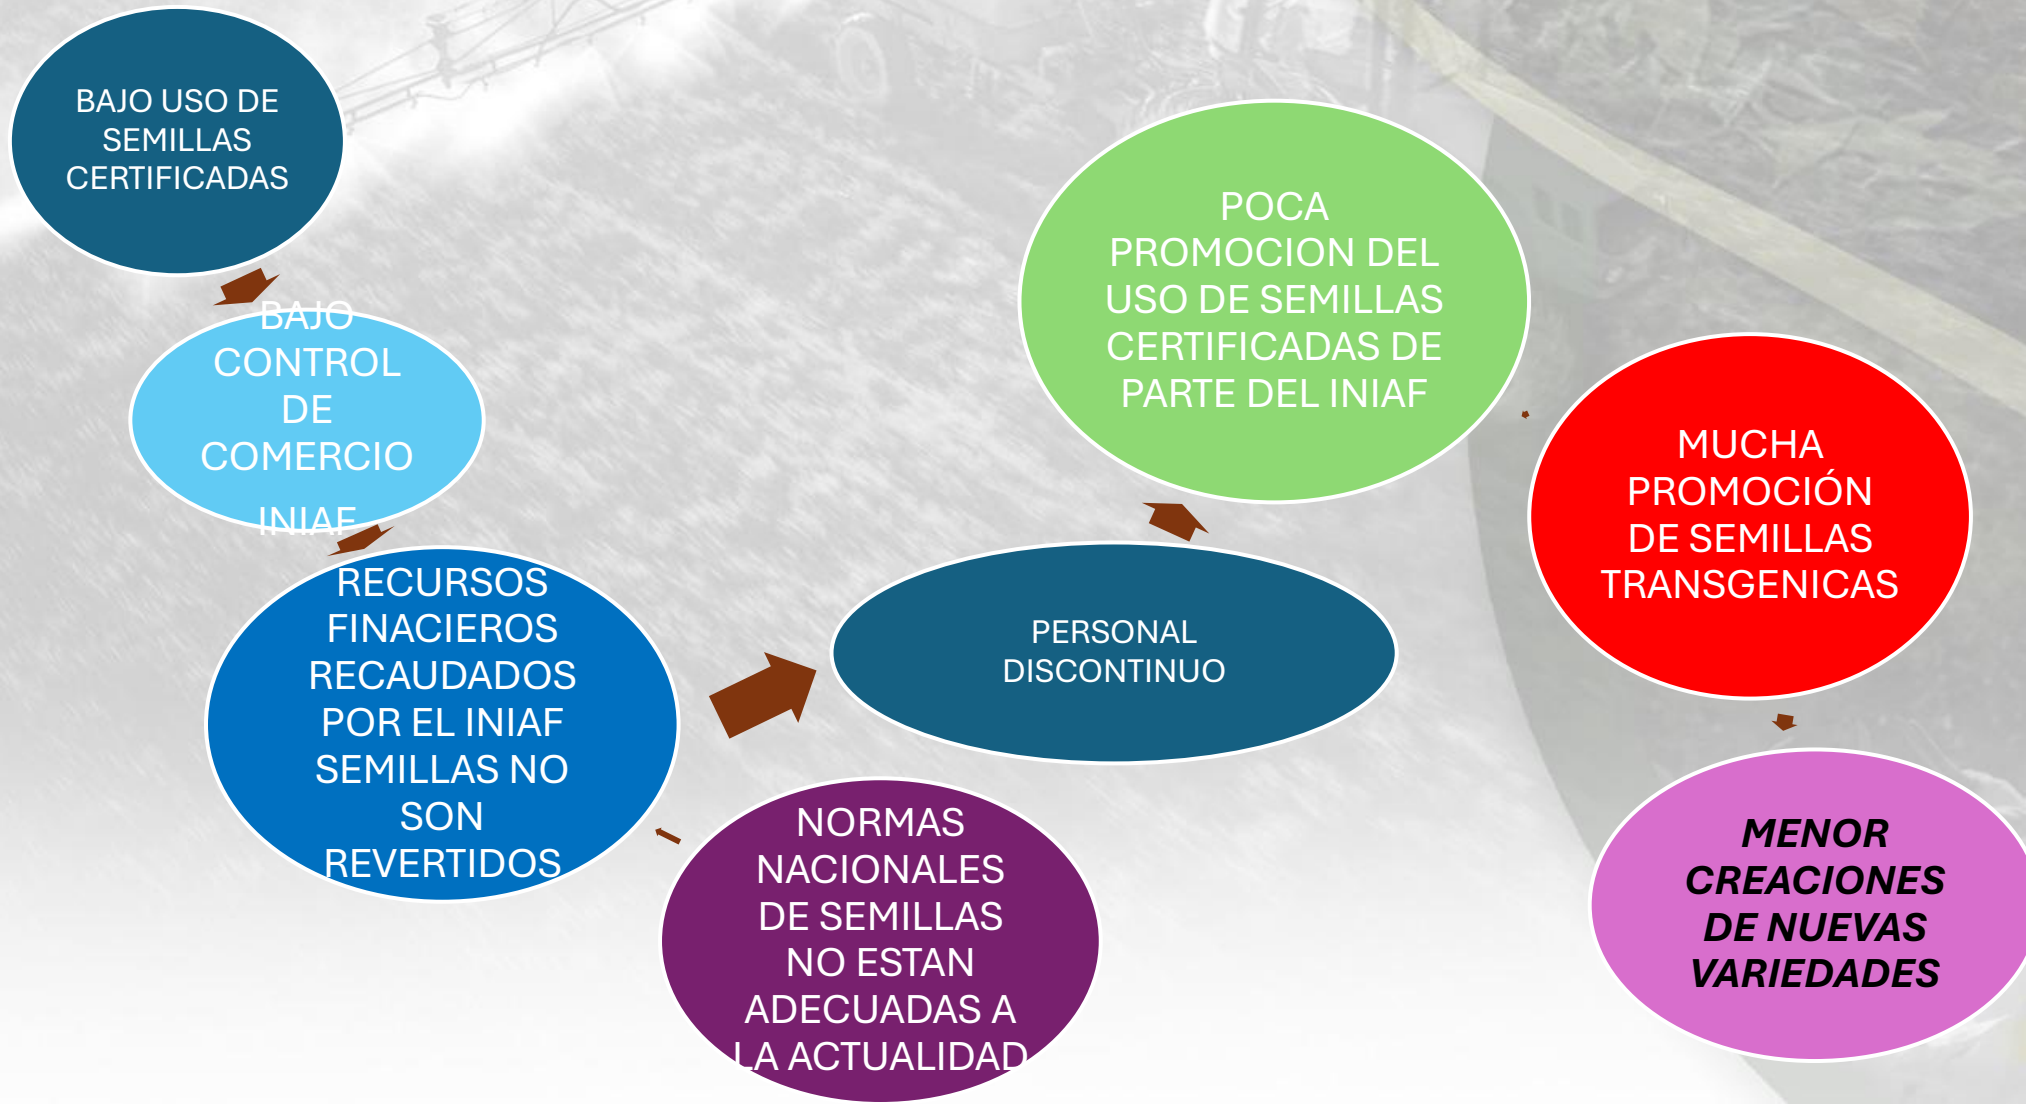 BAJO USO DE
SEMILLAS
CERTIFICADAS
BAJO
CONTROL
DE
COMERCIO
INIAF
RECURSOS
FINACIEROS
RECAUDADOS
POR EL INIAF
SEMILLAS NO
SON
REVERTIDOS
NORMAS
NACIONALES
DE SEMILLAS
NO ESTAN
ADECUADAS A
LA ACTUALIDAD
PERSONAL
DISCONTINUO
POCA
PROMOCION DEL
USO DE SEMILLAS
CERTIFICADAS DE
PARTE DEL INIAF
MUCHA
PROMOCIÓN
DE SEMILLAS
TRANSGENICAS
MENOR
CREACIONES
DE NUEVAS
VARIEDADES